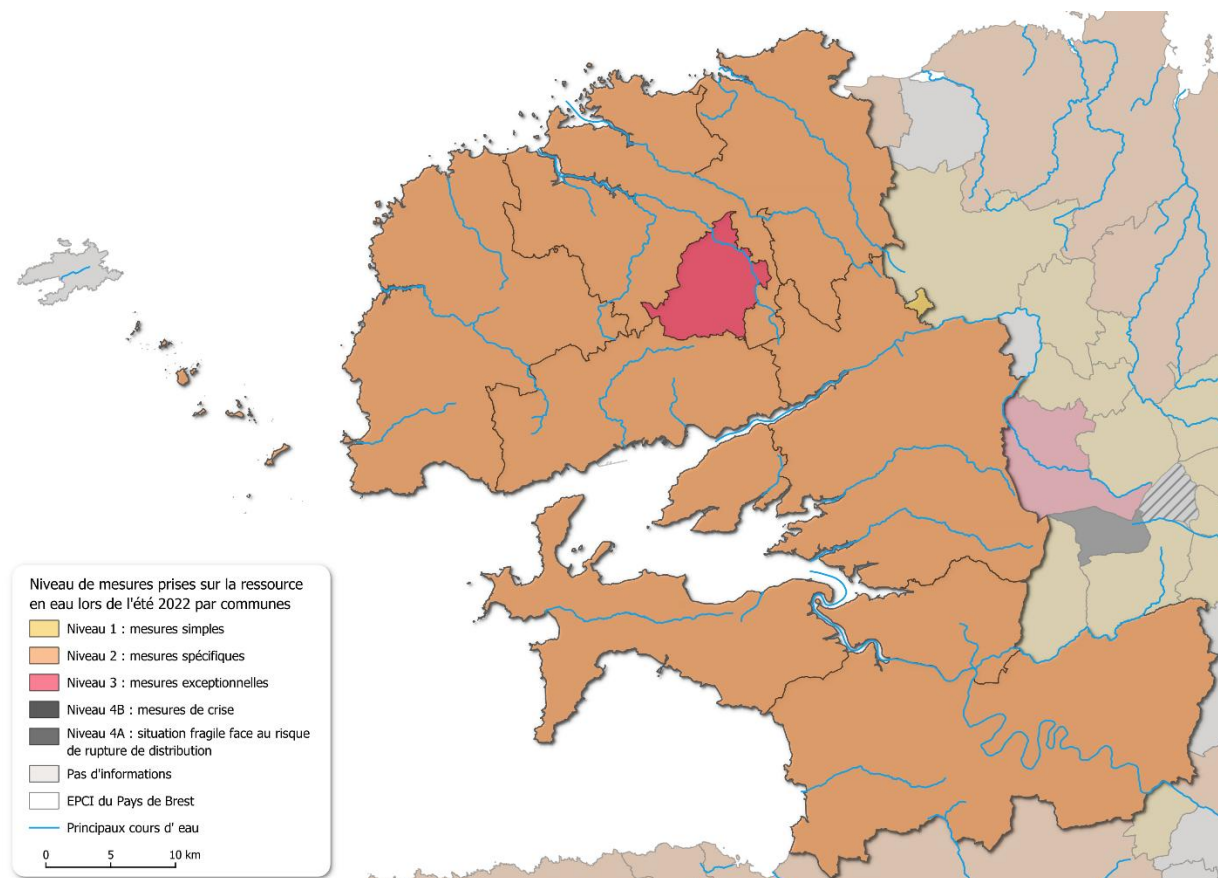 Niveau de mesures prises sur la ressource
en eau lors de l'été 2022 par communes
Niveau 1 : mesures simples
Niveau 2 : mesures spécifiques
Niveau 3 : mesures exceptionnelles
Niveau 4B : mesures de crise
Niveau 4A : situation fragile face au risque
de rupture de distribution
Pas d'informations
EPCI du Pays de Brest
Principaux cours d' eau
0 5 10 km